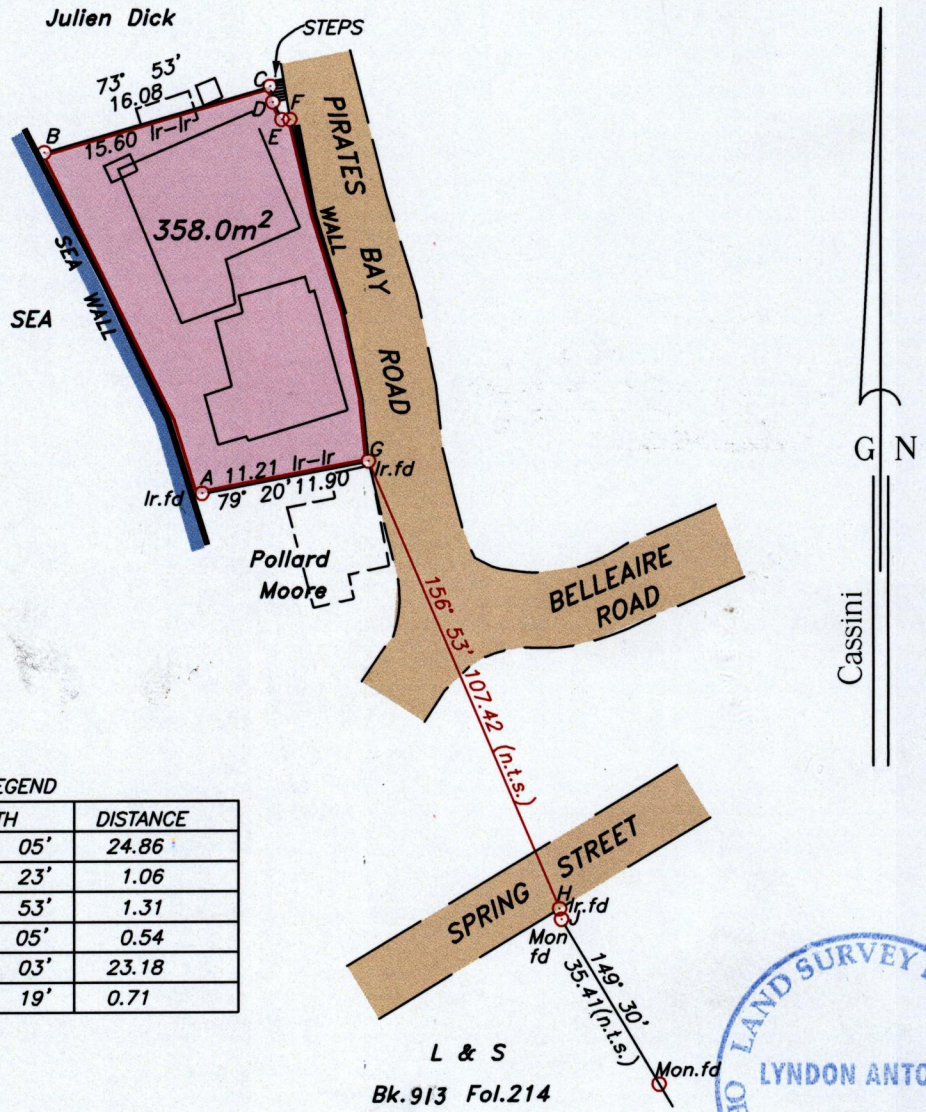 Julien Dick
STEPS
73° 53'
16.08
15.60 Ir-Ir
B
C
D
E
F
PIRATES BAY ROAD
WALL
358.0m²
SEA WALL
SEA
G N
Cassini
A
11.21 Ir-Ir
79° 20' 11.90
G
Ir.fd
Ir.fd
Pollard
Moore
BELLEAIRE
ROAD
156° 53' 107.42 (n.t.s.)
EGEND
TH DISTANCE
05' 24.86
23' 1.06
53' 1.31
05' 0.54
03' 23.18
19' 0.71
SPRING STREET
H
Ir.fd
J
Mon
fd
149° 30'
35.41(n.t.s.)
Mon.fd
L & S
Bk.913 Fol.214
LAND SURVEY
LYNDON ANTO